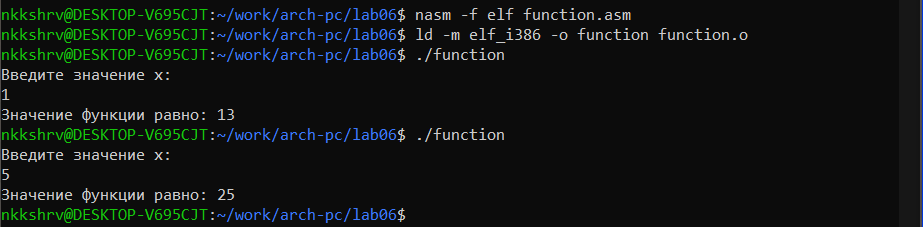 nkkshrv@DESKTOP-V695CJT:~/work/arch-pc/lab06$ nasm -f elf function.asm
nkkshrv@DESKTOP-V695CJT:~/work/arch-pc/lab06$ ld -m elf_i386 -o function function.o
nkkshrv@DESKTOP-V695CJT:~/work/arch-pc/lab06$ ./function
Введите значение x:
1
Значение функции равно: 13
nkkshrv@DESKTOP-V695CJT:~/work/arch-pc/lab06$ ./function
Введите значение x:
5
Значение функции равно: 25
nkkshrv@DESKTOP-V695CJT:~/work/arch-pc/lab06$